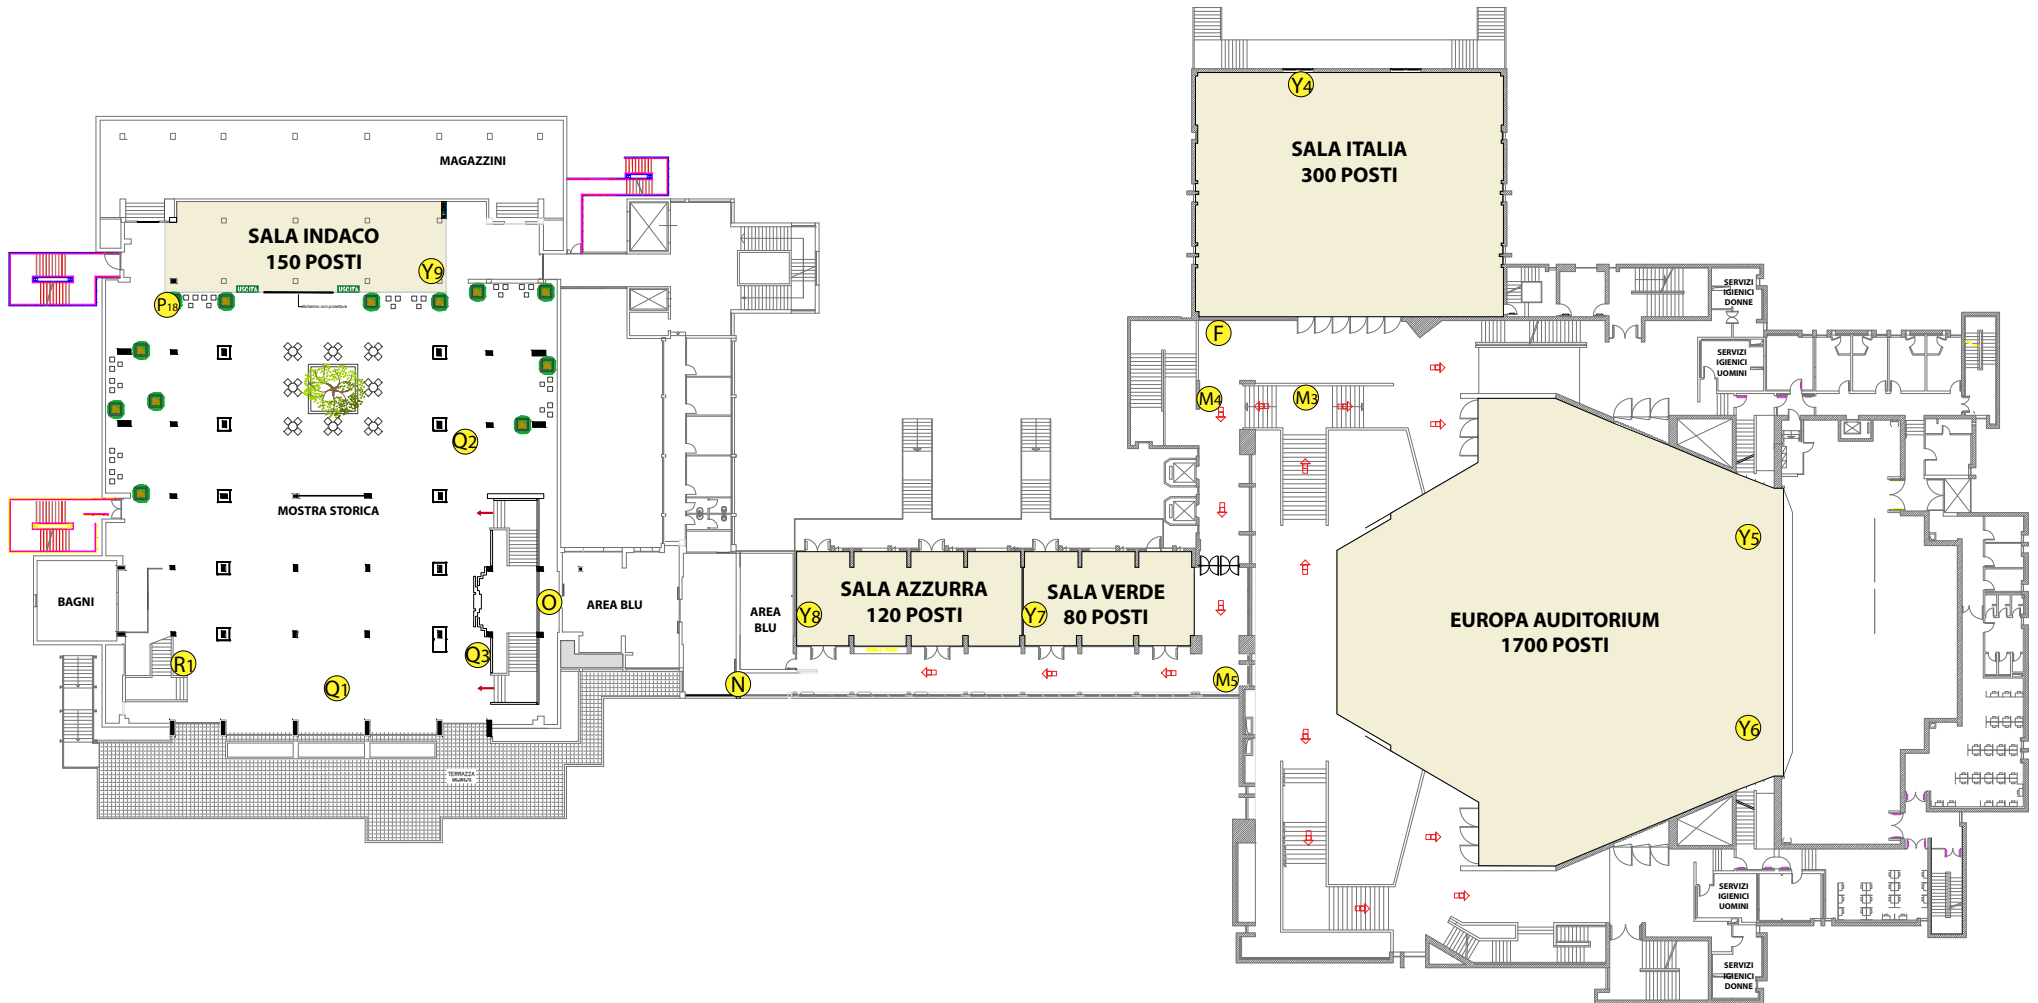 Y4
SALA ITALIA
300 POSTI
MAGAZZINI
SALA INDACO
150 POSTI
Y9
USCITA
USCITA
P18
F
SERVIZI
IGIENICI
DONNE
SERVIZI
IGIENICI
UOMINI
M4
M3
Q2
MOSTRA STORICA
Y5
BAGNI
O
AREA BLU
AREA
BLU
Y8
SALA AZZURRA
120 POSTI
Y7
SALA VERDE
80 POSTI
EUROPA AUDITORIUM
1700 POSTI
R1
Q3
Q1
N
M5
Y6
TERRAZZA
SERVIZI
IGIENICI
UOMINI
SERVIZI
IGIENICI
DONNE